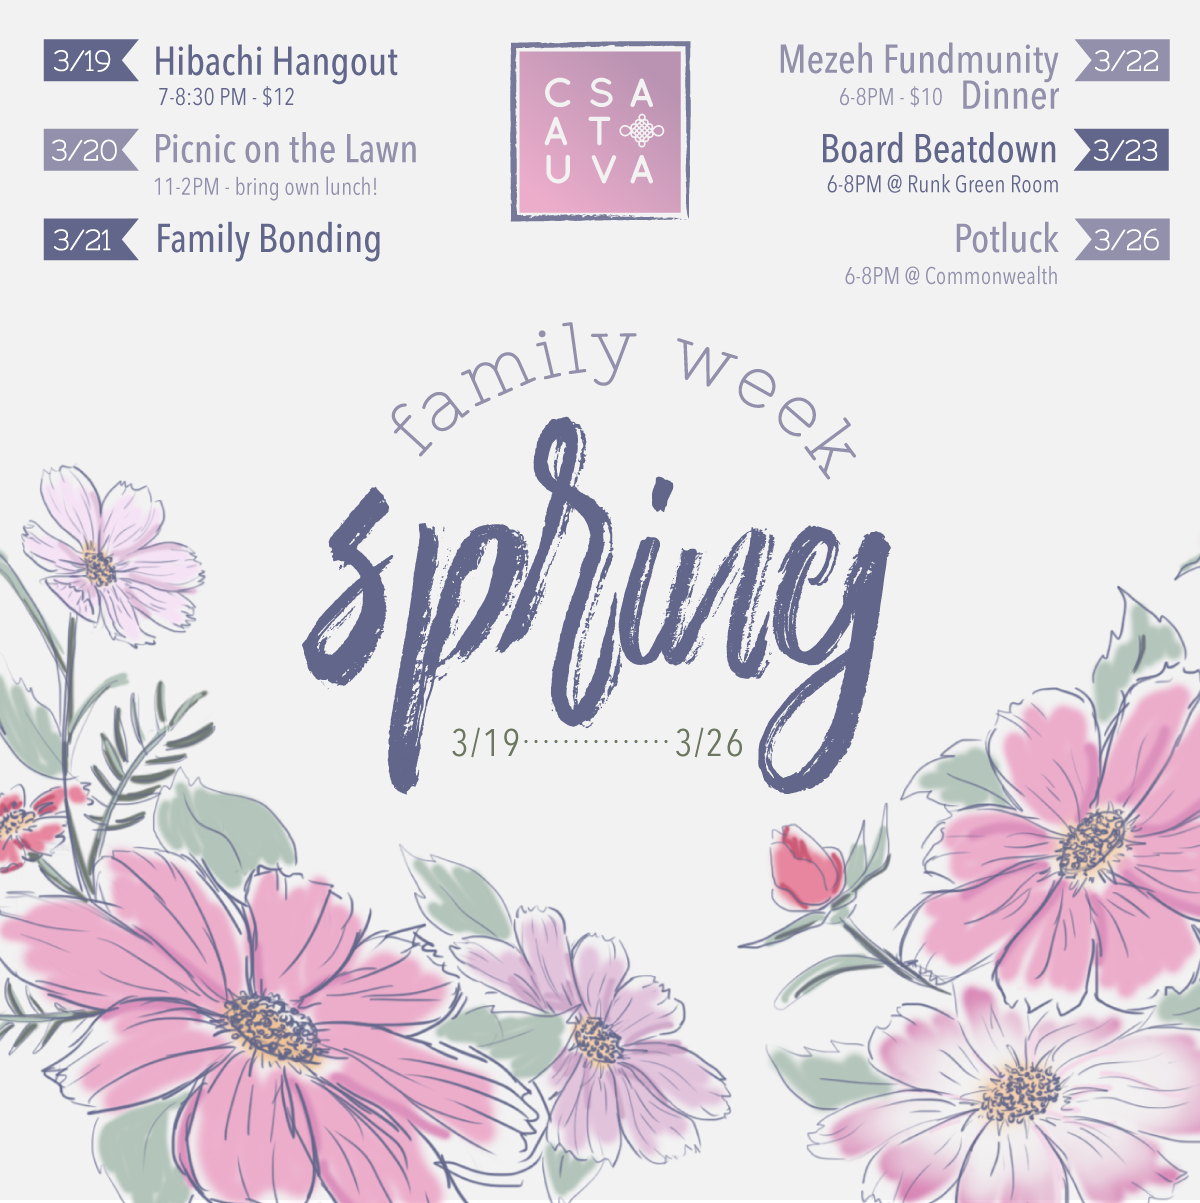 3/19 Hibachi Hangout
7-8:30 PM - $12
3/20 Picnic on the Lawn
11-2PM - bring own lunch!
3/21 Family Bonding
CSA
AT
UVA
Mezeh Fundmunity 3/22
6-8PM - $10 Dinner
Board Beatdown 3/23
6-8PM @ Runk Green Room
Potluck 3/26
6-8PM @ Commonwealth
family week
spring
3/19...............3/26